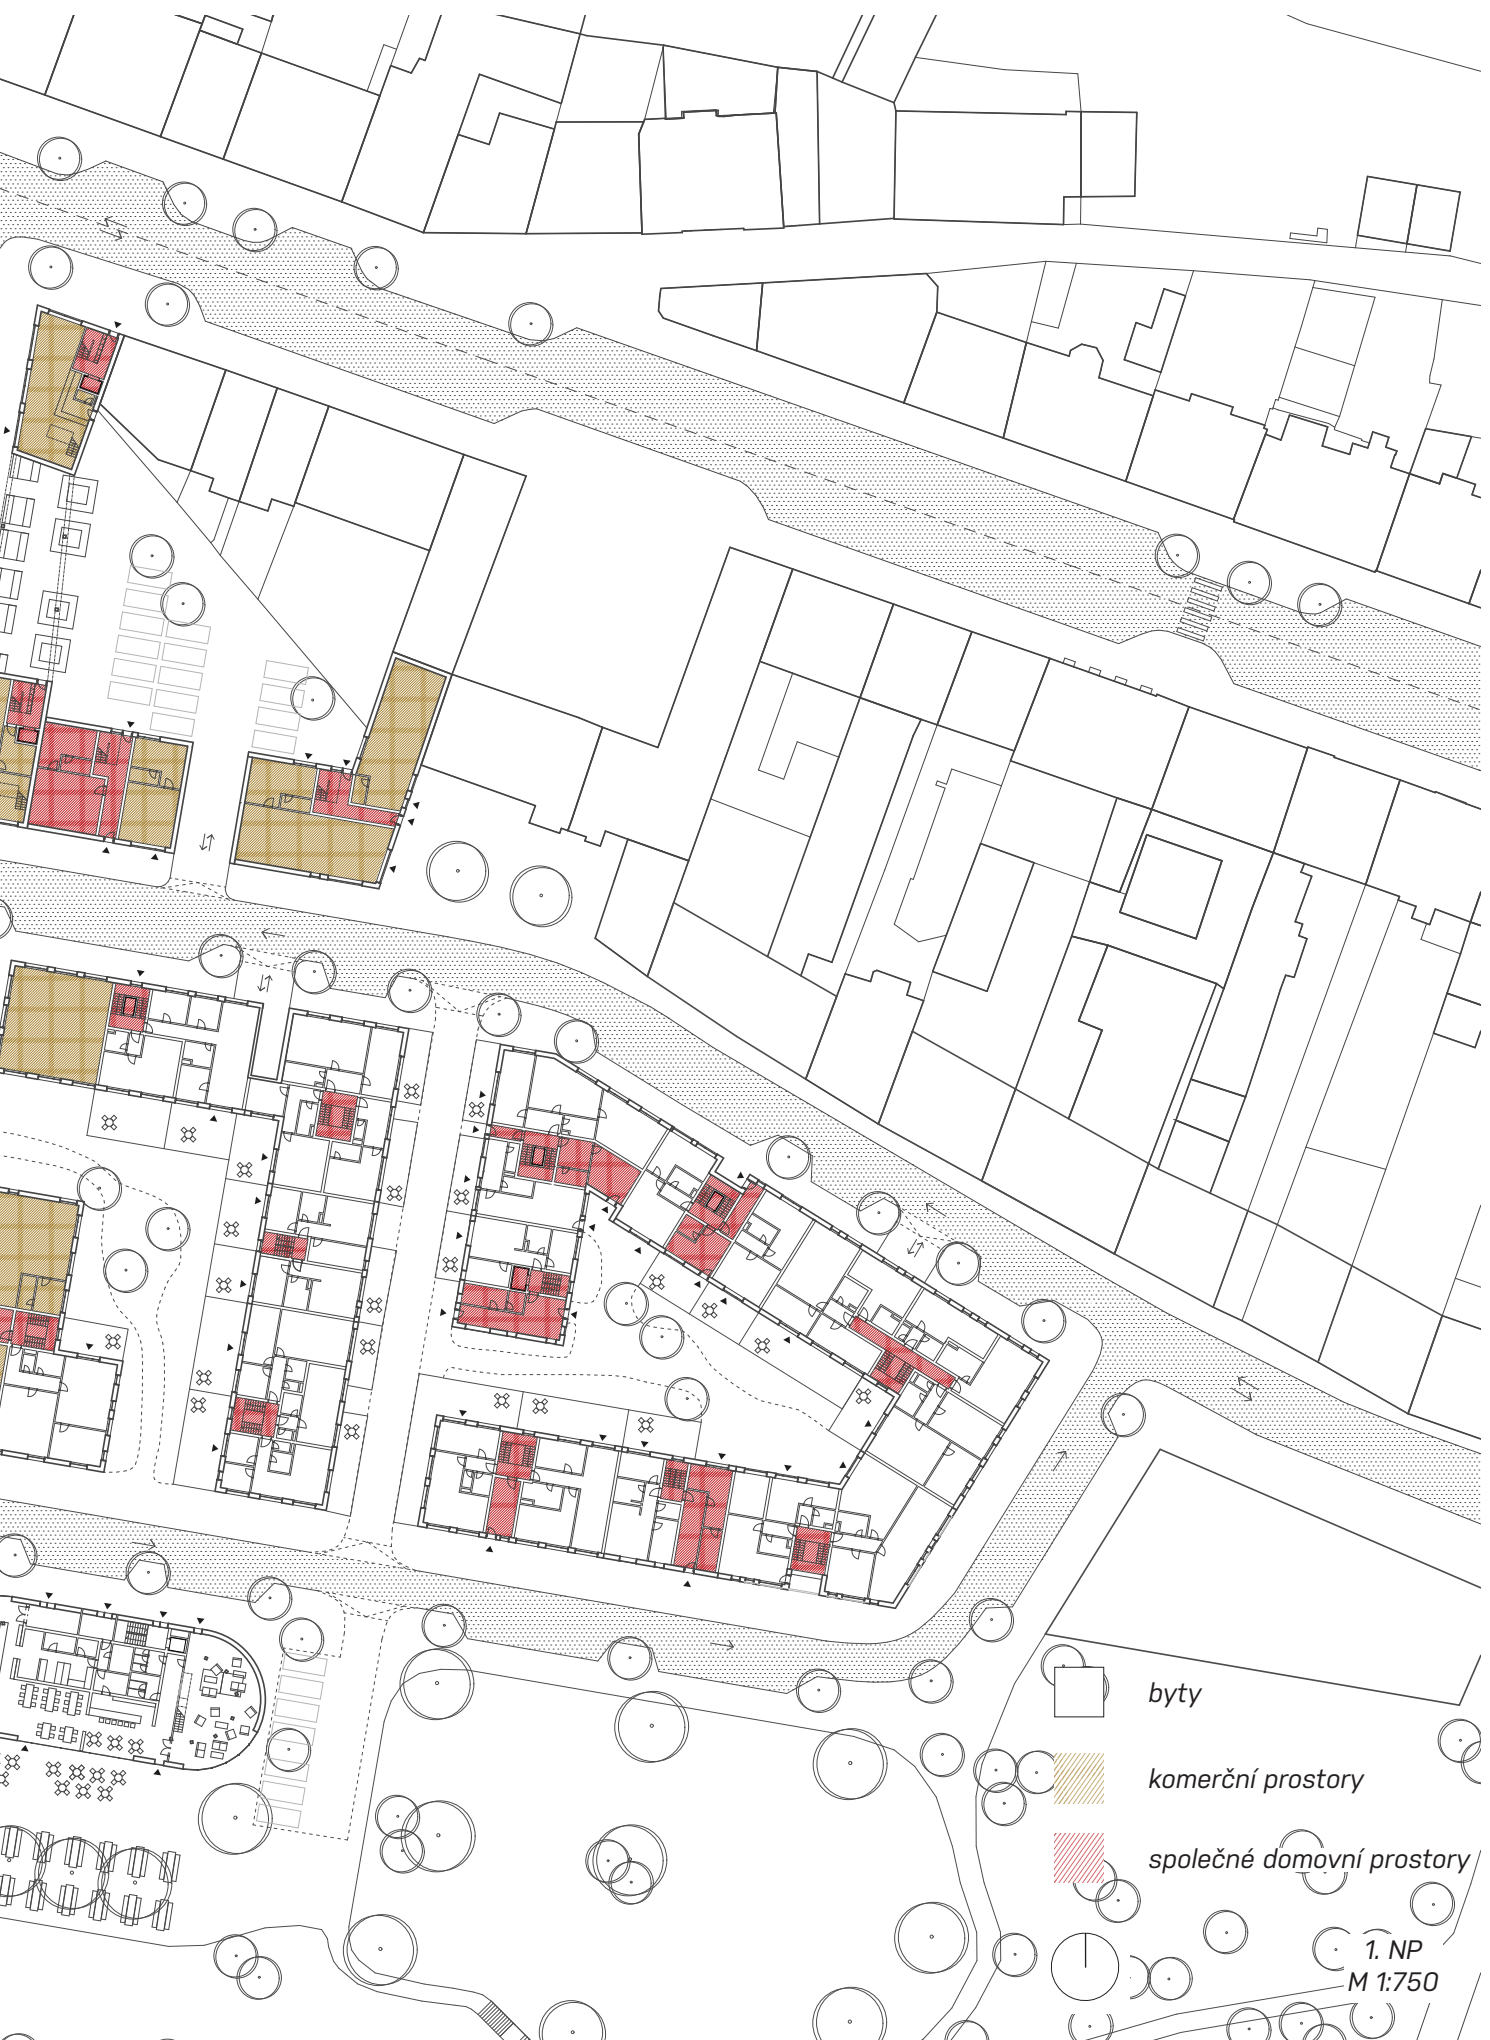 byty
komerční prostory
společné domovní prostory
1. NP
M 1:750